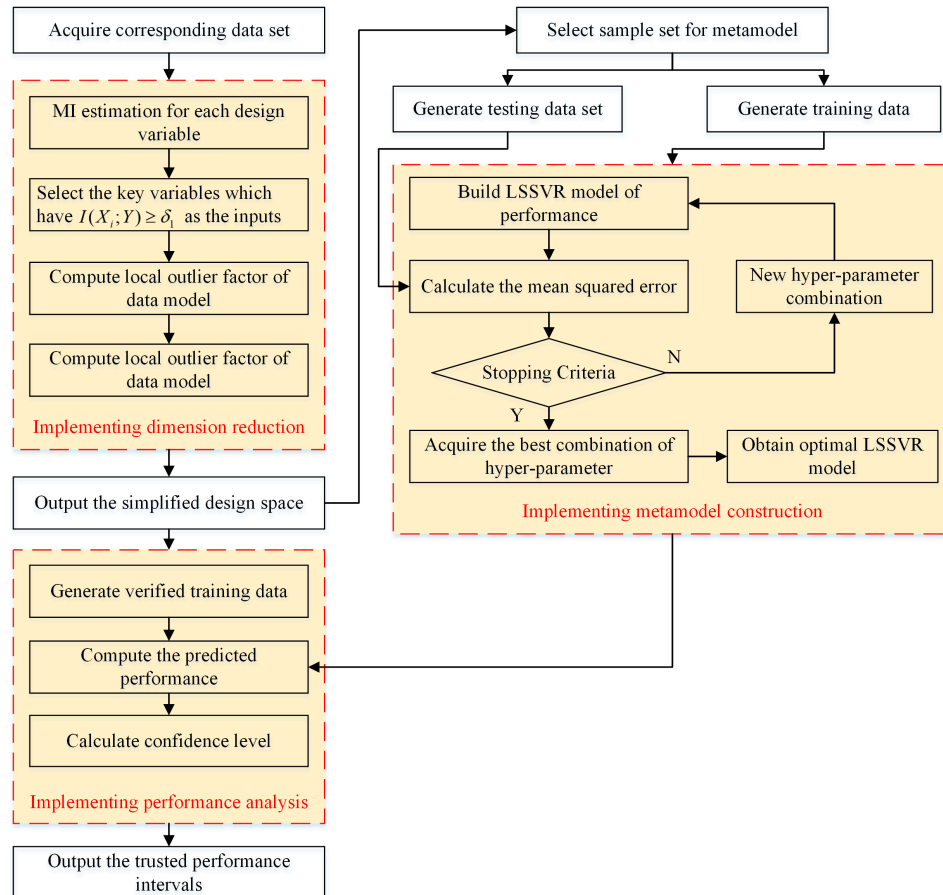 Acquire corresponding data set
MI estimation for each design
variable
Select the key variables which
have I(X_i;Y) ≥ δ_1 as the inputs
Compute local outlier factor of
data model
Compute local outlier factor of
data model
Implementing dimension reduction
Output the simplified design space
Generate verified training data
Compute the predicted
performance
Calculate confidence level
Implementing performance analysis
Output the trusted performance
intervals
Select sample set for metamodel
Generate testing data set
Generate training data
Build LSSVR model of
performance
Calculate the mean squared error
New hyper-parameter
combination
Stopping Criteria
N
Y
Acquire the best combination of
hyper-parameter
Obtain optimal LSSVR
model
Implementing metamodel construction